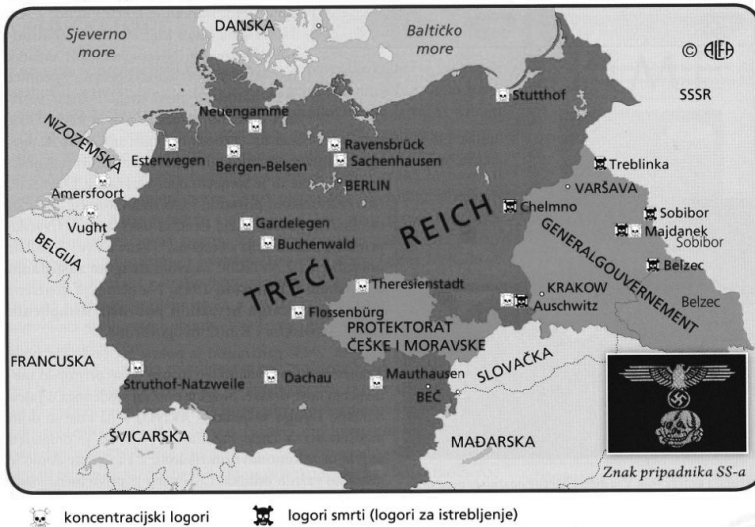 DANSKA
Sjeverno
more
Baltičko
more
© ALFA
SSSR
Stutthof
Neuengamme
NIZOZEMSKA
Esterwegen
Bergen-Belsen
Ravensbrück
Sachenhausen
BERLIN
Treblinka
VARŠAVA
Amersfoort
Vught
Chelmno
Sobibor
Majdanek
Sobibor
Gardelegen
Buchenwald
TREĆI REICH
GENERALGOUVERNEMENT
BELGIJA
Belzec
Belzec
Theresienstadt
KRAKOW
Auschwitz
Flossenbürg
PROTEKTORAT
ČEŠKE I MORAVSKE
SLOVAČKA
FRANCUSKA
Struthof-Natzweile
Dachau
Mauthausen
BEČ
ŠVICARSKA
MAĐARSKA
Znak pripadnika SS-a
koncentracijski logori
logori smrti (logori za istrebljenje)